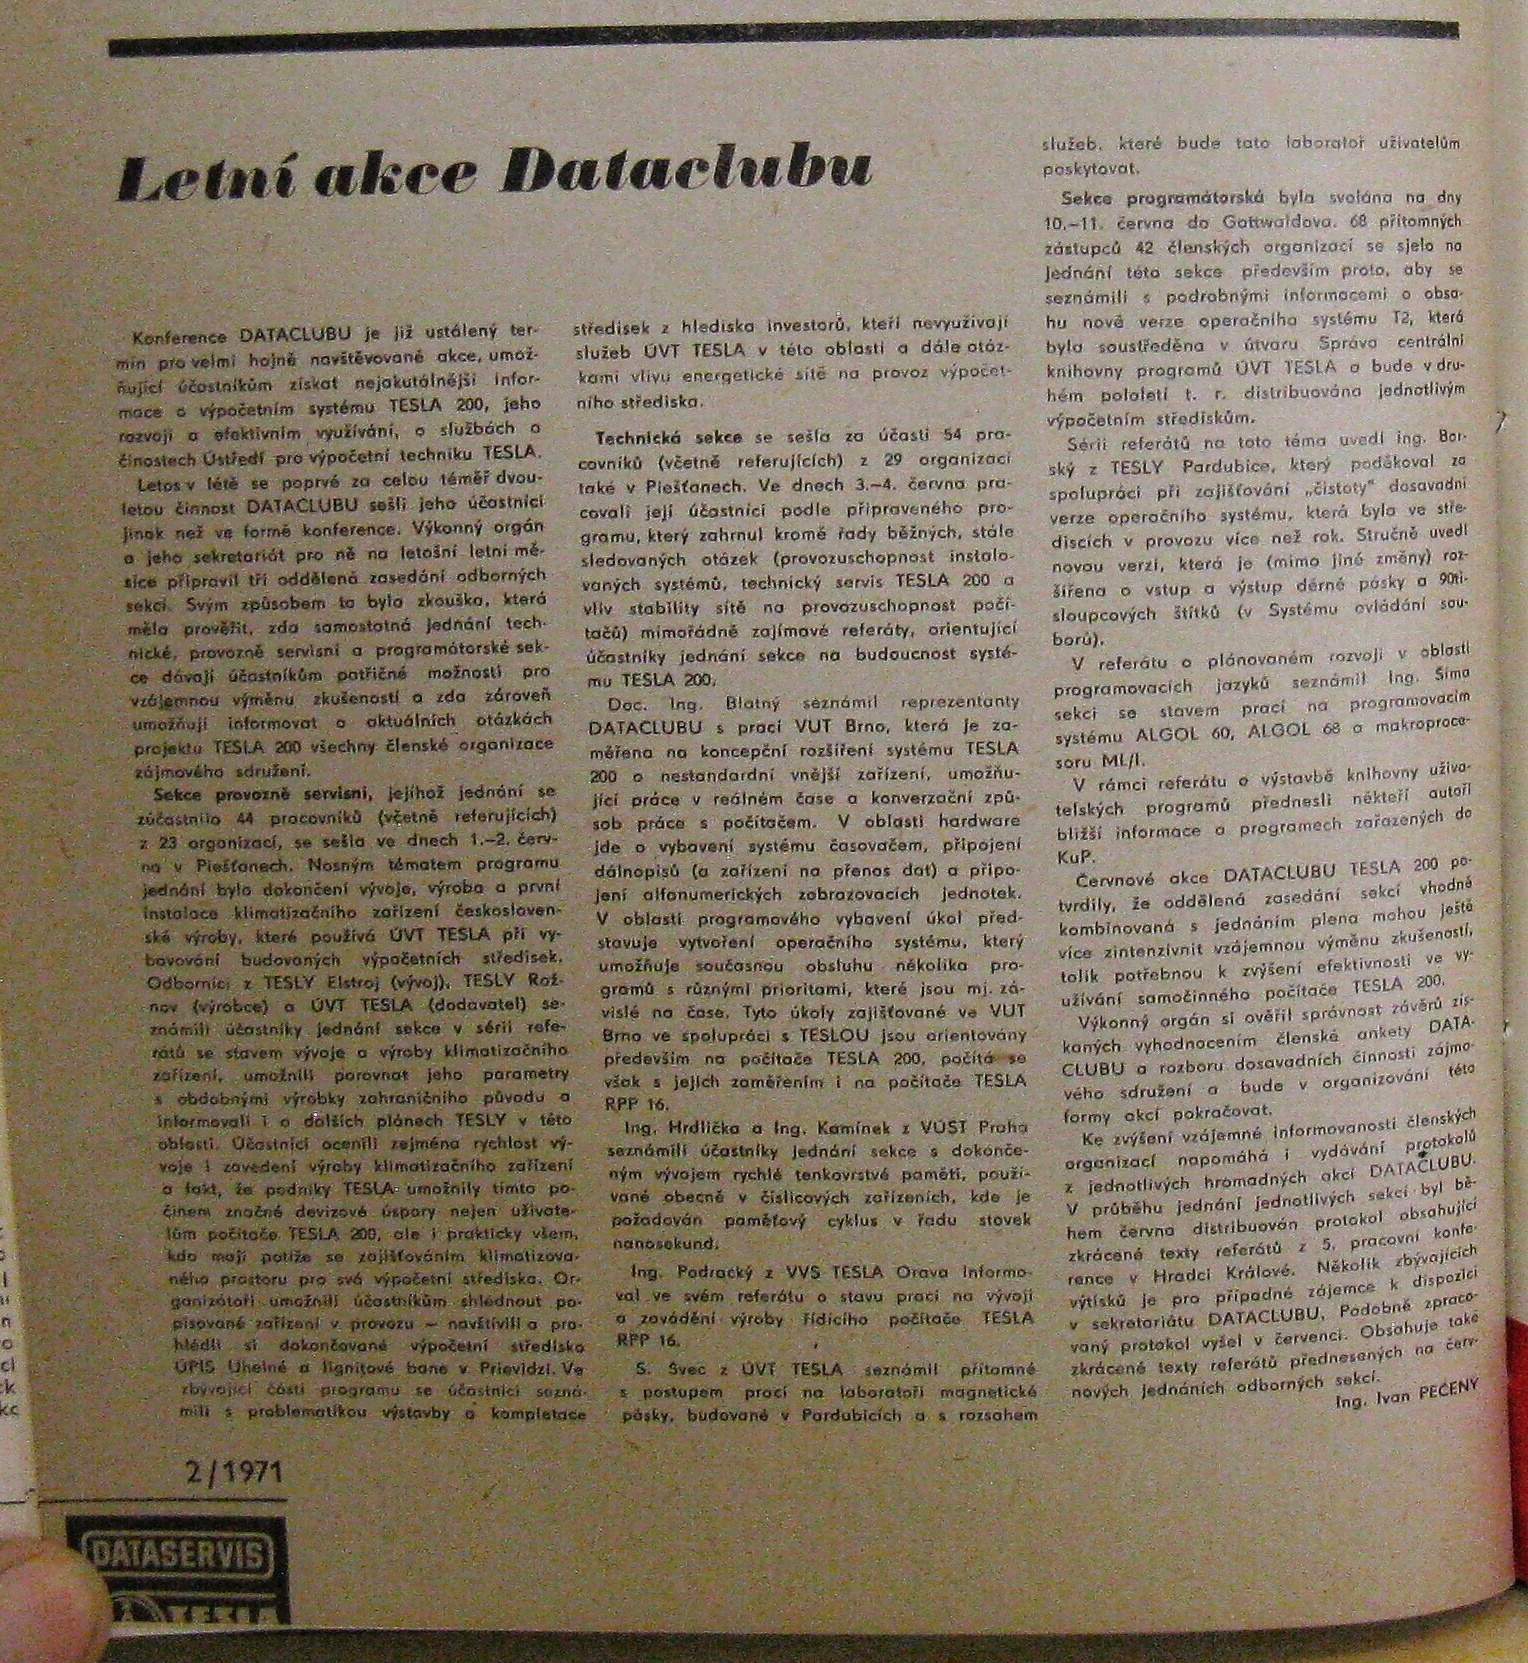 Letní akce Dataclubu
Konference DATACLUBU je již ustálený ter-
mín pro velmi hojně navštěvované akce, umož-
ňující účastníkům získat nejakutálnější infor-
mace o výpočetním systému TESLA 200, jeho
rozvoji a efektivním využívání, o službách a
činostech Ústředí pro výpočetní techniku TESLA.
Letos v létě se poprvé za celou téměř dvou-
letou činnost DATACLUBU sešli jeho účastníci
jinak než ve formě konference. Výkonný orgán
a jeho sekretariát pro ně na letošní letní mě-
síce připravil tři oddělená zasedání odborných
sekcí. Svým způsobem to byla zkouška, která
měla prověřit, zda samostatná jednání tech-
nické, provozně servisní a programátorské sek-
ce dávají účastníkům patřičné možnosti pro
vzájemnou výměnu zkušeností a zda zároveň
umožňují informovat o aktuálních otázkách
projektu TESLA 200 všechny členské organizace
zájmového sdružení.
Sekce provozně servisní, jejíhož jednání se
zúčastnilo 44 pracovníků (včetně referujících)
z 23 organizací, se sešla ve dnech 1.–2. červ-
na v Piešťanech. Nosným tématem programu
jednání bylo dokončení vývoje, výroba a první
instalace klimatizačního zařízení českosloven-
ské výroby, které používá ÚVT TESLA při vy-
bavování budovaných výpočetních středisek.
Odborníci z TESLY Elstroj (vývoj), TESLY Rož-
nov (výrobce) a ÚVT TESLA (dodavatel) se-
známili účastníky jednání sekce v sérii refe-
rátů se stavem vývoje a výroby klimatizačního
zařízení, umožnili porovnat jeho parametry
s obdobnými výrobky zahraničního původu a
informovali i o dalších plánech TESLY v této
oblasti. Účastníci ocenili zejména rychlost vý-
voje i zavedení výroby klimatizačního zařízení
a fakt, že podniky TESLA umožnily tímto po-
činem značné devizové úspory nejen uživate-
lům počítače TESLA 200, ale i prakticky všem,
kdo mají potíže se zajišťováním klimatizova-
ného prostoru pro svá výpočetní střediska. Or-
ganizátoři umožnili účastníkům shlédnout po-
pisované zařízení v provozu – navštívili a pro-
hlédli si dokončované výpočetní středisko
ÚPIS Uhelné a lignitové bane v Prievidzi. Ve
zbývající části programu se účastníci sezná-
mili s problematikou výstavby a kompletace
středisek z hlediska investorů, kteří nevyužívají
služeb ÚVT TESLA v této oblasti a dále otáz-
kami vlivu energetické sítě na provoz výpočet-
ního střediska.
Technická sekce se sešla za účasti 54 pra-
covníků (včetně referujících) z 29 organizací
také v Piešťanech. Ve dnech 3.–4. června pra-
covali její účastníci podle připraveného pro-
gramu, který zahrnul kromě řady běžných, stále
sledovaných otázek (provozuschopnost instalo-
vaných systémů, technický servis TESLA 200 a
vliv stability sítě na provozuschopnost počí-
tačů) mimořádně zajímavé referáty, orientující
účastníky jednání sekce na budoucnost systé-
mu TESLA 200.
Doc. Ing. Blatný seznámil reprezentanty
DATACLUBU s prací VUT Brno, která je za-
měřena na koncepční rozšíření systému TESLA
200 o nestandardní vnější zařízení, umožňu-
jící práce v reálném čase a konverzační způ-
sob práce s počítačem. V oblasti hardware
jde o vybavení systému časovačem, připojení
dálnopisů (a zařízení na přenos dat) a připo-
jení alfanumerických zobrazovacích jednotek.
V oblasti programového vybavení úkol před-
stavuje vytvoření operačního systému, který
umožňuje současnou obsluhu několika pro-
gramů s různými prioritami, které jsou mj. zá-
vislé na čase. Tyto úkoly zajišťované ve VUT
Brno ve spolupráci s TESLOU jsou orientovány
především na počítače TESLA 200, počítá se
však s jejich zaměřením i na počítače TESLA
RPP 16.
Ing. Hrdlička a Ing. Kamínek z VÚST Praha
seznámili účastníky jednání sekce s dokonče-
ným vývojem rychlé tenkovrstvé paměti, použí-
vané obecně v číslicových zařízeních, kde je
požadován paměťový cyklus v řadu stovek
nanosekund.
Ing. Podracký z VVS TESLA Orava informo-
val ve svém referátu o stavu prací na vývoji
a zavádění výroby řídícího počítače TESLA
RPP 16.
S. Švec z ÚVT TESLA seznámil přítomné
s postupem prací na laboratoři magnetické
pásky, budované v Pardubicích a s rozsahem
služeb, které bude tato laboratoř uživatelům
poskytovat.
Sekce programátorská byla svolána na dny
10.–11. června do Gottwaldova. 68 přítomných
zástupců 42 členských organizací se sjelo na
jednání této sekce především proto, aby se
seznámili s podrobnými informacemi o obsa-
hu nové verze operačního systému T2, která
byla soustředěna v útvaru Správa centrální
knihovny programů ÚVT TESLA a bude v dru-
hém pololetí t. r. distribuována jednotlivým
výpočetním střediskům.
Sérii referátů na toto téma uvedl ing. Bor-
ský z TESLY Pardubice, který poděkoval za
spolupráci při zajišťování „čistoty" dosavadní
verze operačního systému, která byla ve stře-
discích v provozu více než rok. Stručně uvedl
novou verzi, která je (mimo jiné změny) roz-
šířena o vstup a výstup děrné pásky a 90ti-
sloupcových štítků (v Systému ovládání sou-
borů).
V referátu o plánovaném rozvoji v oblasti
programovacích jazyků seznámil Ing. Šíma
sekci se stavem prací na programovacím
systému ALGOL 60, ALGOL 68 a makroproce-
soru ML/I.
V rámci referátu o výstavbě knihovny uživa-
telských programů přednesli někteří autoři
bližší informace o programech zařazených do
KuP.
Červnové akce DATACLUBU TESLA 200 po-
tvrdily, že oddělená zasedání sekcí vhodně
kombinovaná s jednáním plena mohou ještě
více zintenzívnit vzájemnou výměnu zkušeností,
tolik potřebnou k zvýšení efektivnosti ve vy-
užívání samočinného počítače TESLA 200.
Výkonný orgán si ověřil správnost závěrů zís-
kaných vyhodnocením členské ankety DATA-
CLUBU a rozboru dosavadních činností zájmo-
vého sdružení a bude v organizování této
formy akcí pokračovat.
Ke zvýšení vzájemné informovanosti členských
organizací napomáhá i vydávání protokolů
z jednotlivých hromadných akcí DATACLUBU.
V průběhu jednání jednotlivých sekcí byl bě-
hem června distribuován protokol obsahující
zkrácené texty referátů z 5. pracovní konfe-
rence v Hradci Králové. Několik zbývajících
výtisků je pro případné zájemce k dispozici
v sekretariátu DATACLUBU. Podobně zpraco-
vaný protokol vyšel v červenci. Obsahuje také
zkrácené texty referátů přednesených na červ-
nových jednáních odborných sekcí.
Ing. Ivan PEČENÝ
2/1971
DATASERVIS
TESLA